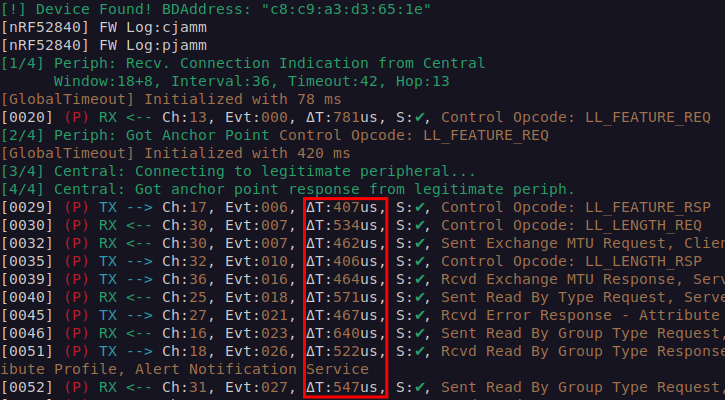 [!] Device Found! BDAddress: "c8:c9:a3:d3:65:1e"
[nRF52840] FW Log:cjamm
[nRF52840] FW Log:pjamm
[1/4] Periph: Recv. Connection Indication from Central
Window:18+8, Interval:36, Timeout:42, Hop:13
[GlobalTimeout] Initialized with 78 ms
[0020] (P) RX <-- Ch:13, Evt:000, ΔT:781us, S:✔, Control Opcode: LL_FEATURE_REQ
[2/4] Periph: Got Anchor Point Control Opcode: LL_FEATURE_REQ
[GlobalTimeout] Initialized with 420 ms
[3/4] Central: Connecting to legitimate peripheral...
[4/4] Central: Got anchor point response from legitimate periph.
[0029] (P) TX --> Ch:17, Evt:006, ΔT:407us, S:✔, Control Opcode: LL_FEATURE_RSP
[0030] (P) RX <-- Ch:30, Evt:007, ΔT:534us, S:✔, Control Opcode: LL_LENGTH_REQ
[0032] (P) RX <-- Ch:30, Evt:007, ΔT:462us, S:✔, Sent Exchange MTU Request, Clien
[0035] (P) TX --> Ch:32, Evt:010, ΔT:406us, S:✔, Control Opcode: LL_LENGTH_RSP
[0039] (P) TX --> Ch:36, Evt:016, ΔT:464us, S:✔, Rcvd Exchange MTU Response, Serv
[0040] (P) RX <-- Ch:25, Evt:018, ΔT:571us, S:✔, Sent Read By Type Request, Serve
[0045] (P) TX --> Ch:27, Evt:021, ΔT:467us, S:✔, Rcvd Error Response - Attribute
[0046] (P) RX <-- Ch:16, Evt:023, ΔT:640us, S:✔, Sent Read By Group Type Request,
[0051] (P) TX --> Ch:18, Evt:026, ΔT:522us, S:✔, Rcvd Read By Group Type Response
ibute Profile, Alert Notification Service
[0052] (P) RX <-- Ch:31, Evt:027, ΔT:547us, S:✔, Sent Read By Group Type Request,